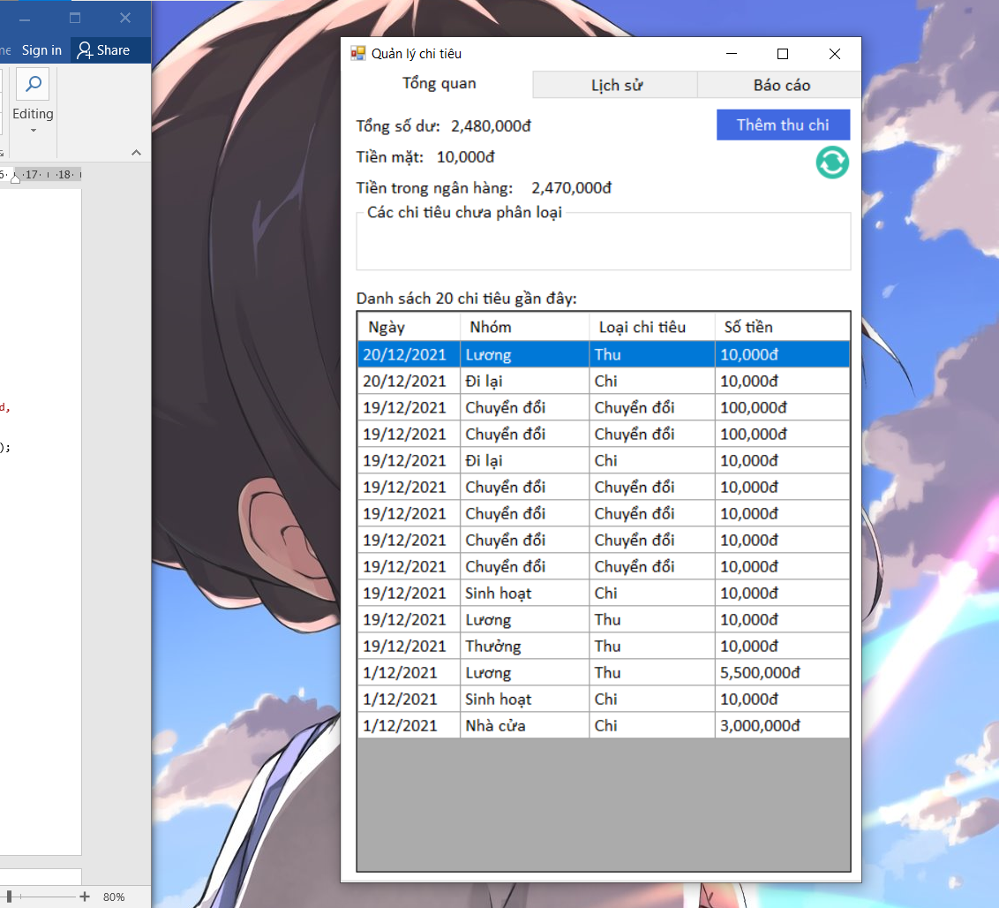 Sign in Share
Editing
·17· ·18·
d,
);
80%
Quản lý chi tiêu
Tổng quan Lịch sử Báo cáo
Tổng số dư: 2,480,000đ Thêm thu chi
Tiền mặt: 10,000đ
Tiền trong ngân hàng: 2,470,000đ
Các chi tiêu chưa phân loại
Danh sách 20 chi tiêu gần đây:
Ngày Nhóm Loại chi tiêu Số tiền
20/12/2021 Lương Thu 10,000đ
20/12/2021 Đi lại Chi 10,000đ
19/12/2021 Chuyển đổi Chuyển đổi 100,000đ
19/12/2021 Chuyển đổi Chuyển đổi 100,000đ
19/12/2021 Đi lại Chi 10,000đ
19/12/2021 Chuyển đổi Chuyển đổi 10,000đ
19/12/2021 Chuyển đổi Chuyển đổi 10,000đ
19/12/2021 Chuyển đổi Chuyển đổi 10,000đ
19/12/2021 Chuyển đổi Chuyển đổi 10,000đ
19/12/2021 Sinh hoạt Chi 10,000đ
19/12/2021 Lương Thu 10,000đ
19/12/2021 Thưởng Thu 10,000đ
1/12/2021 Lương Thu 5,500,000đ
1/12/2021 Sinh hoạt Chi 10,000đ
1/12/2021 Nhà cửa Chi 3,000,000đ